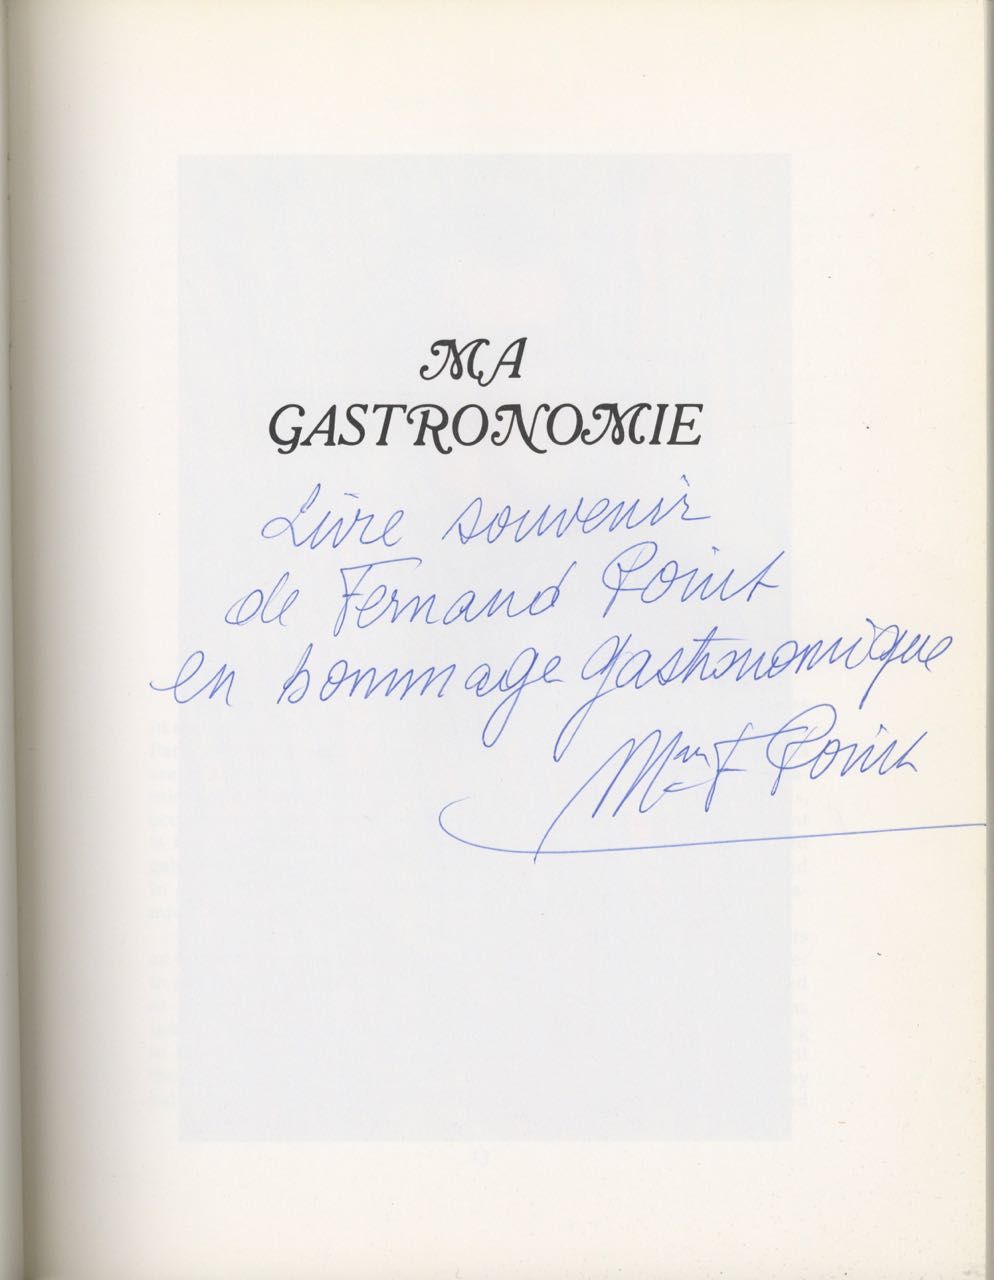 MA
GASTRONOMIE
Livre souvenir
de Fernand Point
en hommage gastronomique
Mme F Point